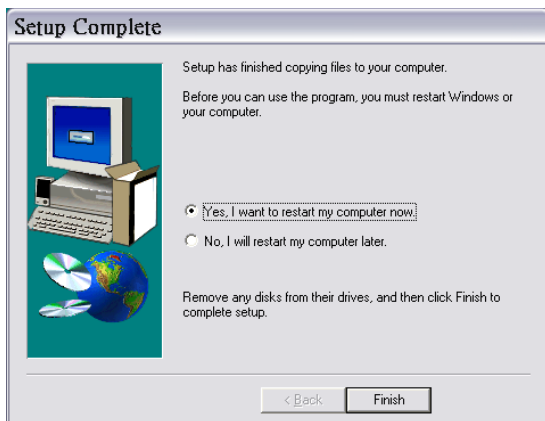 Setup Complete
Setup has finished copying files to your computer.
Before you can use the program, you must restart Windows or
your computer.
Yes, I want to restart my computer now.
No, I will restart my computer later.
Remove any disks from their drives, and then click Finish to
complete setup.
< Back
Finish